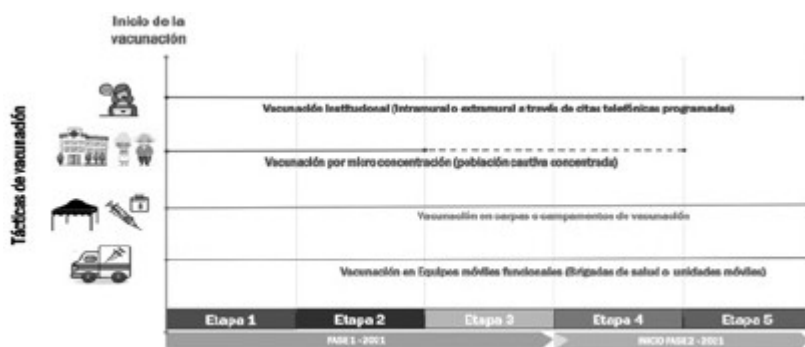 Inicio de la
vacunación
Tácticas de vacunación
Vacunación Institucional (Intramural o extramural a través de citas telefónicas programadas)
Vacunación por micro concentración (población cautiva concentrada)
Vacunación en carpas o campamentos de vacunación
Vacunación en Equipos móviles funcionales (Brigadas de salud o unidades móviles)
Etapa 1 Etapa 2 Etapa 3 Etapa 4 Etapa 5
FASE 1 - 2021 INICIO FASE 2 - 2021